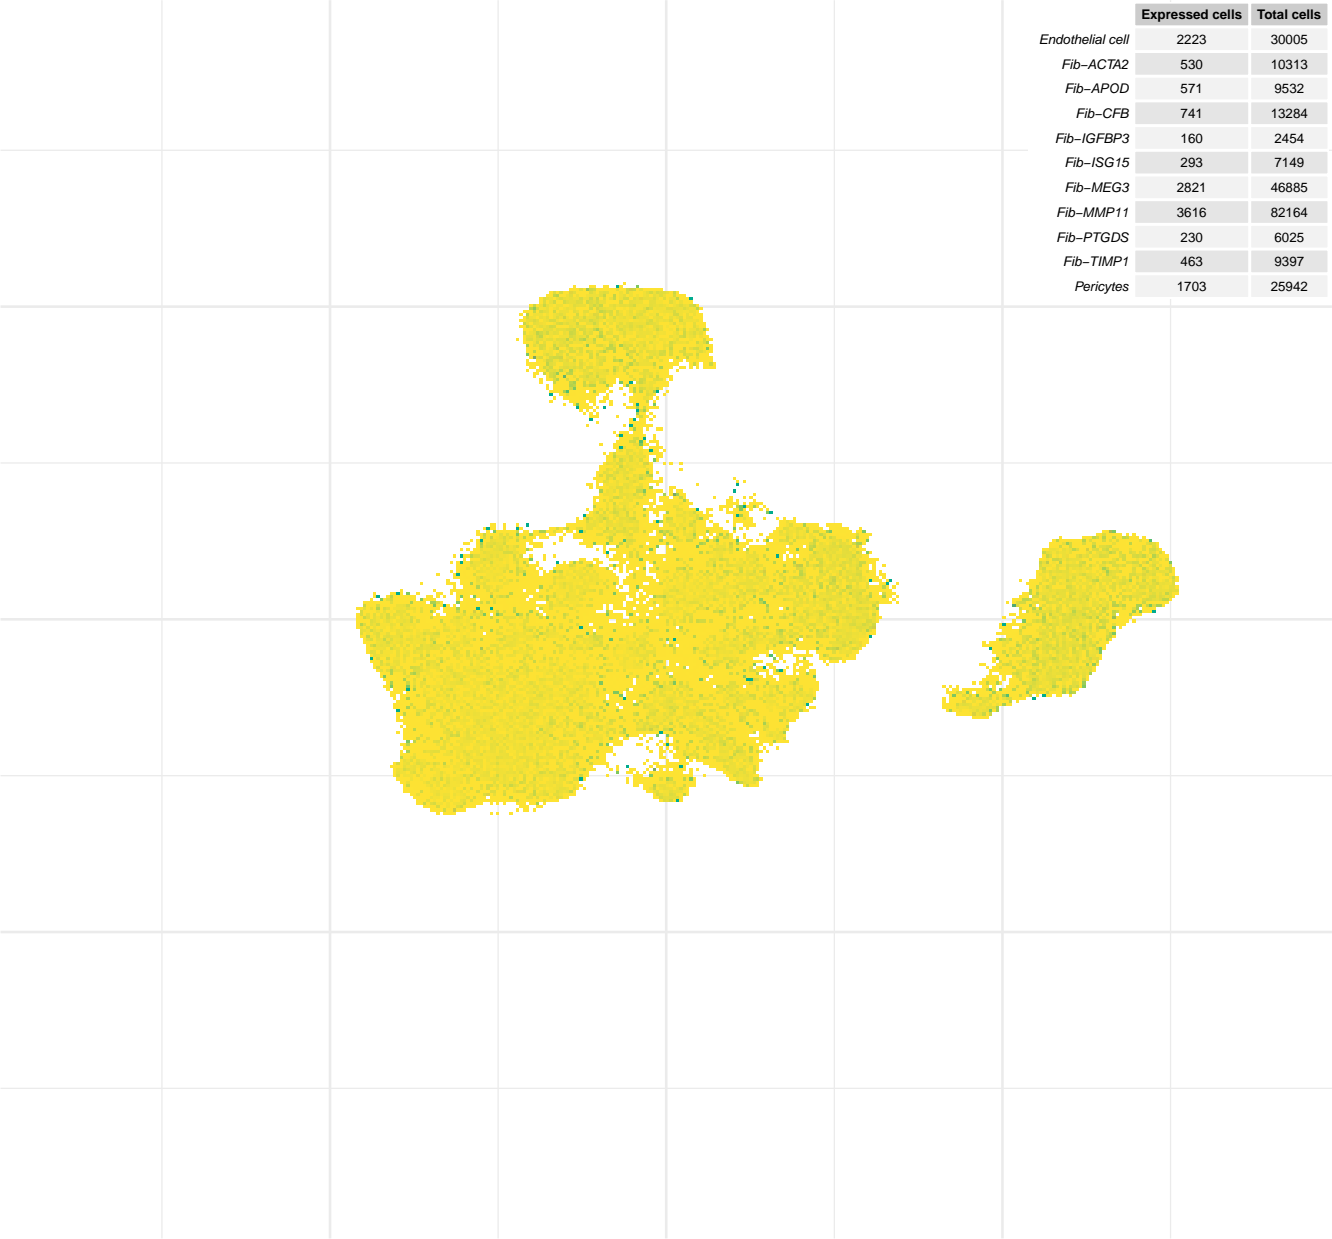 Expressed cells Total cells
Endothelial cell 2223 30005
Fib−ACTA2 530 10313
Fib−APOD 571 9532
Fib−CFB 741 13284
Fib−IGFBP3 160 2454
Fib−ISG15 293 7149
Fib−MEG3 2821 46885
Fib−MMP11 3616 82164
Fib−PTGDS 230 6025
Fib−TIMP1 463 9397
Pericytes 1703 25942